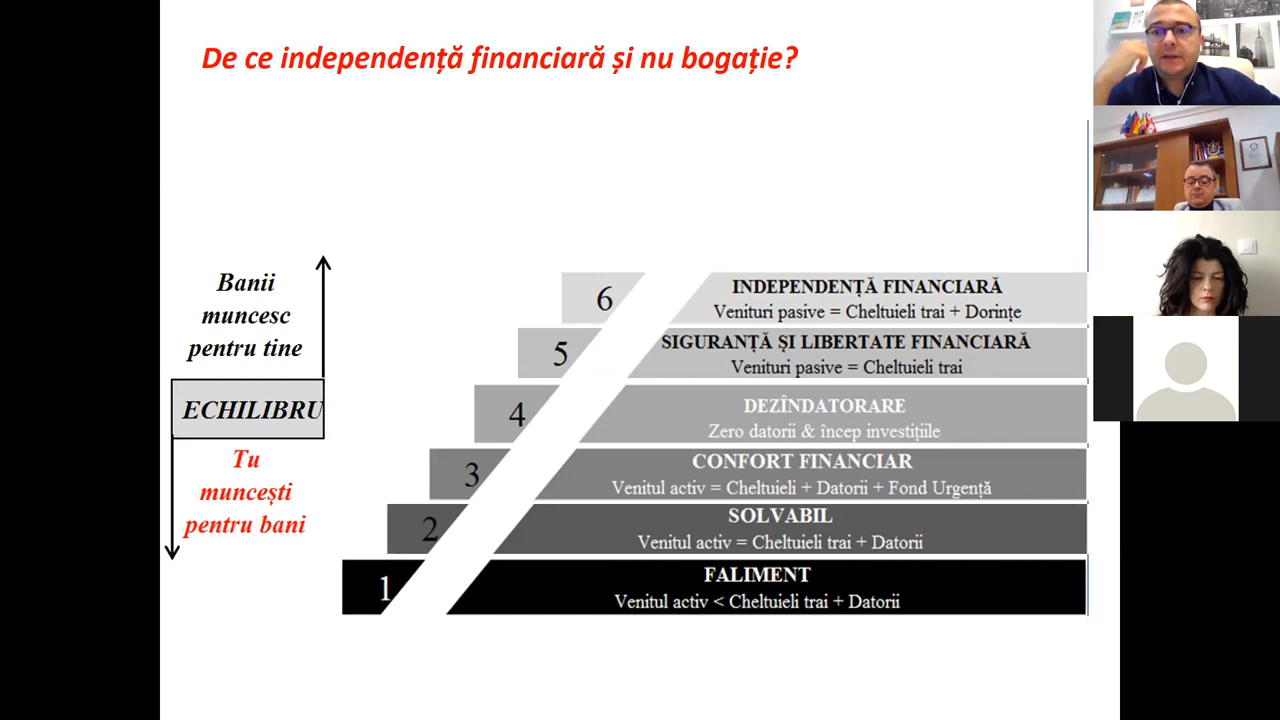 De ce independență financiară și nu bogație?
Banii
muncesc
pentru tine
ECHILIBRU
Tu
muncești
pentru bani
6
INDEPENDENȚĂ FINANCIARĂ
Venituri pasive = Cheltuieli trai + Dorințe
5
SIGURANȚĂ ȘI LIBERTATE FINANCIARĂ
Venituri pasive = Cheltuieli trai
4
DEZÎNDATORARE
Zero datorii & încep investițiile
3
CONFORT FINANCIAR
Venitul activ = Cheltuieli + Datorii + Fond Urgență
2
SOLVABIL
Venitul activ = Cheltuieli trai + Datorii
1
FALIMENT
Venitul activ < Cheltuieli trai + Datorii